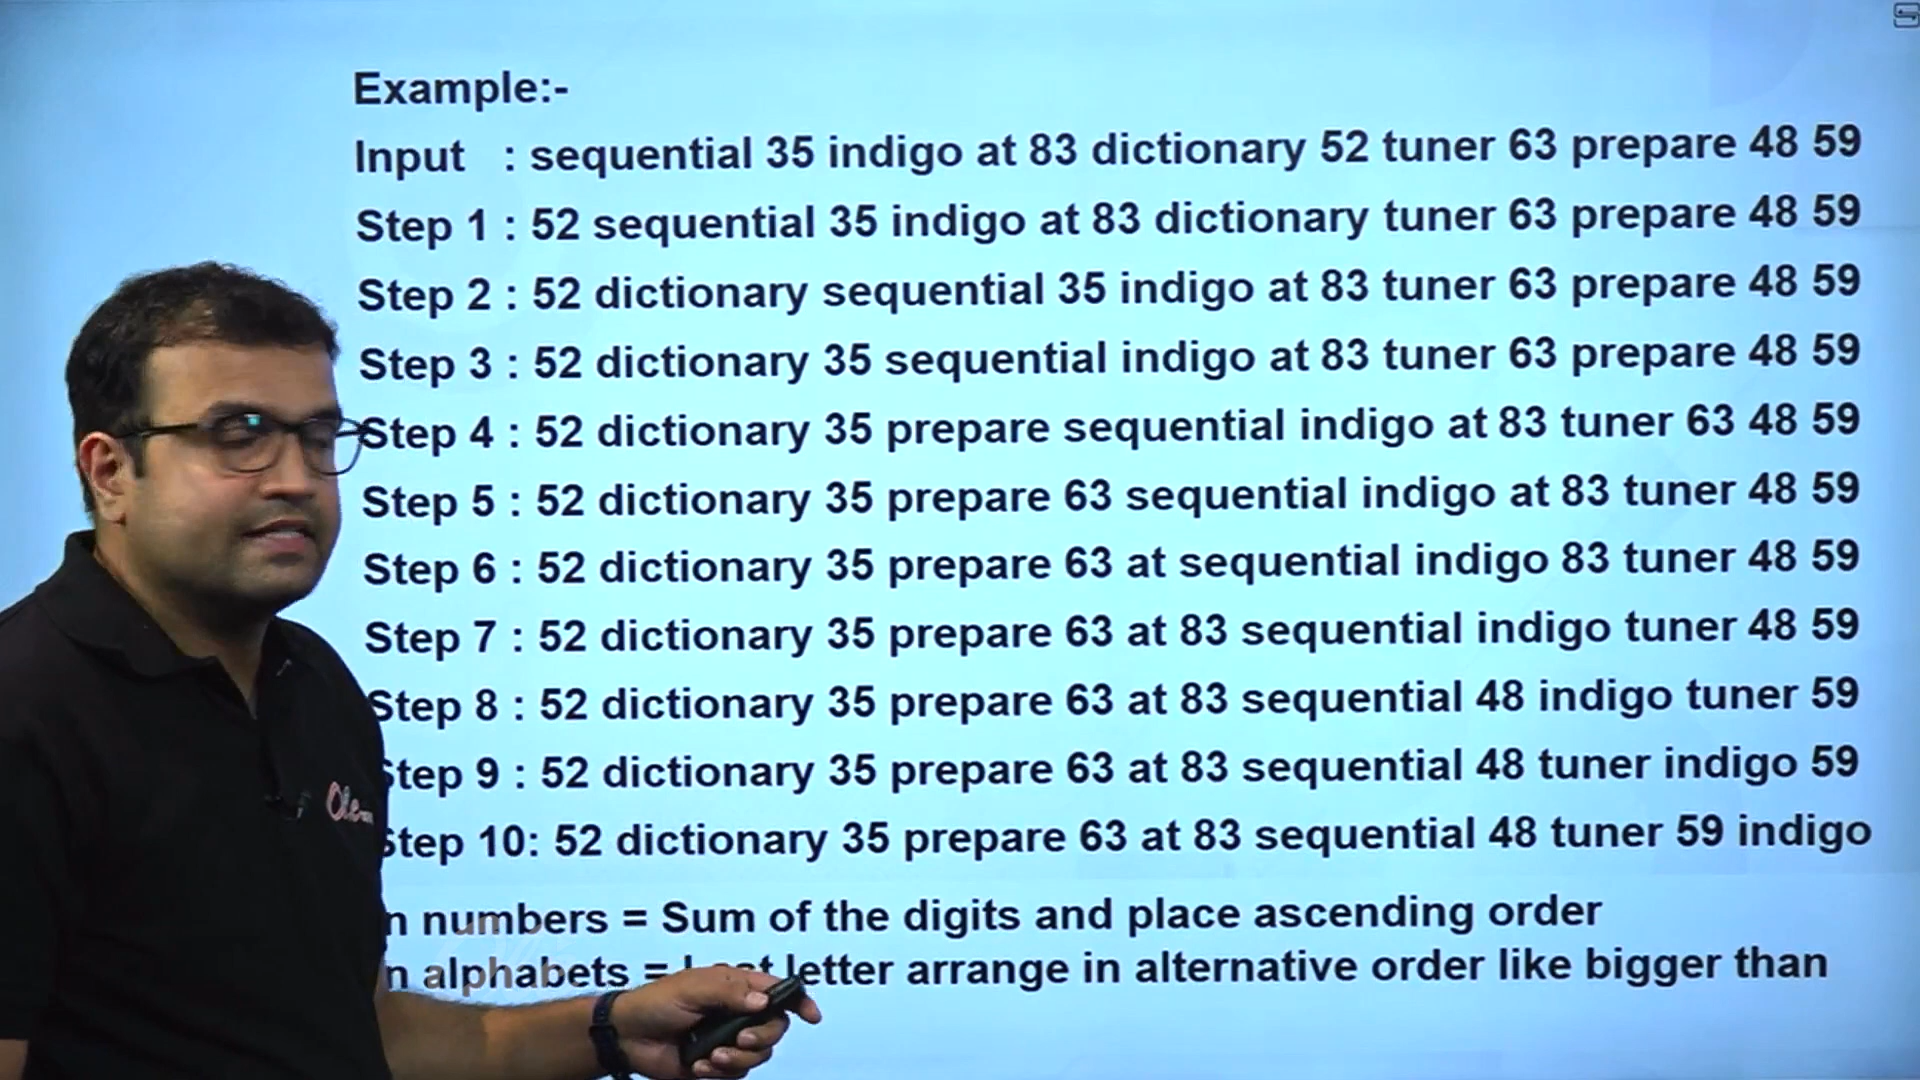 Example:-
Input : sequential 35 indigo at 83 dictionary 52 tuner 63 prepare 48 59
Step 1 : 52 sequential 35 indigo at 83 dictionary tuner 63 prepare 48 59
Step 2 : 52 dictionary sequential 35 indigo at 83 tuner 63 prepare 48 59
Step 3 : 52 dictionary 35 sequential indigo at 83 tuner 63 prepare 48 59
Step 4 : 52 dictionary 35 prepare sequential indigo at 83 tuner 63 48 59
Step 5 : 52 dictionary 35 prepare 63 sequential indigo at 83 tuner 48 59
Step 6 : 52 dictionary 35 prepare 63 at sequential indigo 83 tuner 48 59
Step 7 : 52 dictionary 35 prepare 63 at 83 sequential indigo tuner 48 59
Step 8 : 52 dictionary 35 prepare 63 at 83 sequential 48 indigo tuner 59
Step 9 : 52 dictionary 35 prepare 63 at 83 sequential 48 tuner indigo 59
Step 10: 52 dictionary 35 prepare 63 at 83 sequential 48 tuner 59 indigo
n numbers = Sum of the digits and place ascending order
n alphabets = letter arrange in alternative order like bigger than